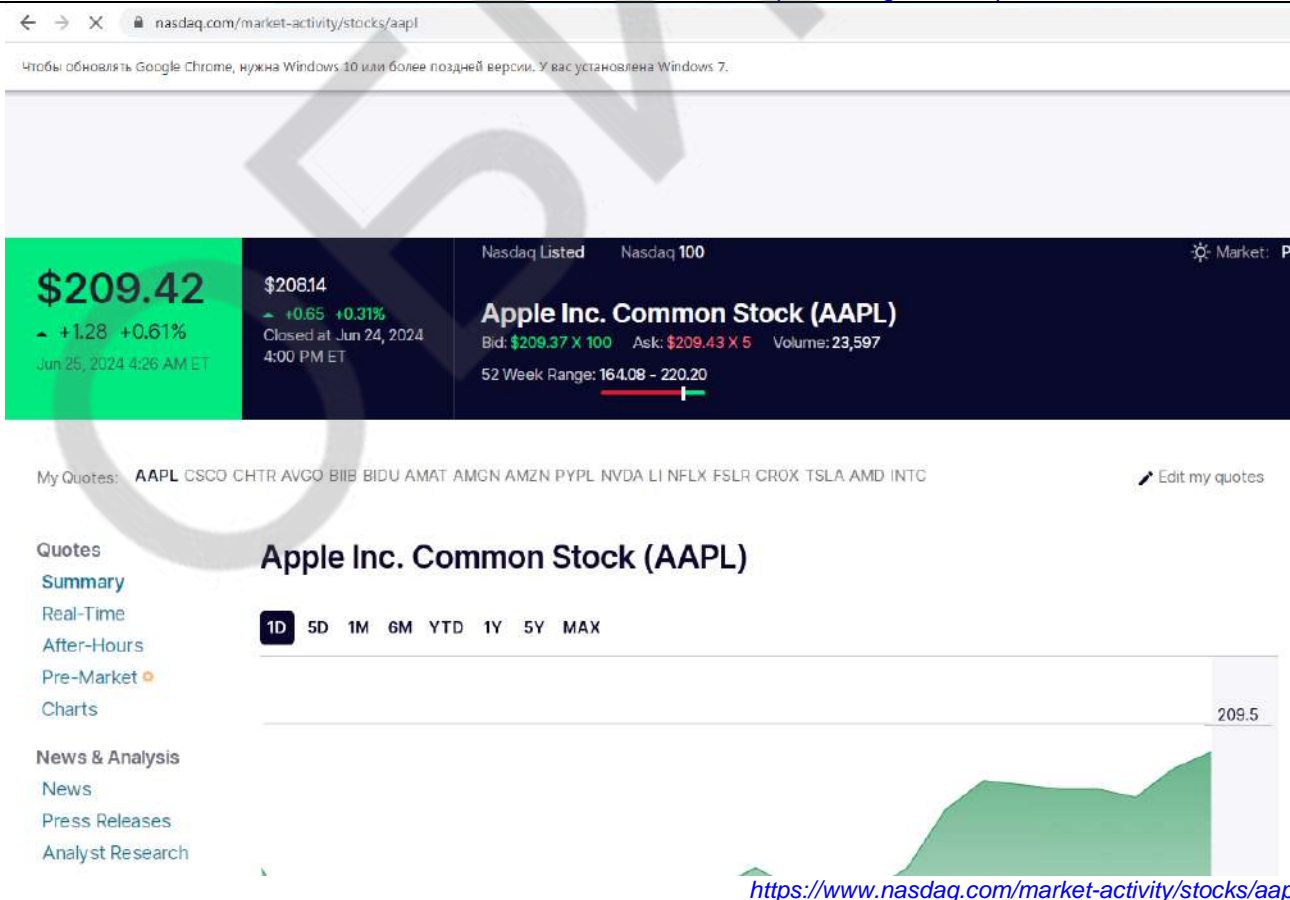 nasdaq.com/market-activity/stocks/aapl
Чтобы обновлять Google Chrome, нужна Windows 10 или более поздней версии. У вас установлена Windows 7.
Nasdaq Listed Nasdaq 100 Market: P
$209.42
+1.28 +0.61%
Jun 25, 2024 4:26 AM ET
$208.14
+0.65 +0.31%
Closed at Jun 24, 2024
4:00 PM ET
Apple Inc. Common Stock (AAPL)
Bid: $209.37 X 100 Ask: $209.43 X 5 Volume: 23,597
52 Week Range: 164.08 - 220.20
My Quotes: AAPL CSCO CHTR AVGO BIIB BIDU AMAT AMGN AMZN PYPL NVDA LI NFLX FSLR CROX TSLA AMD INTC Edit my quotes
Quotes
Summary
Real-Time
After-Hours
Pre-Market
Charts
News & Analysis
News
Press Releases
Analyst Research
Apple Inc. Common Stock (AAPL)
1D 5D 1M 6M YTD 1Y 5Y MAX
209.5
https://www.nasdaq.com/market-activity/stocks/aap